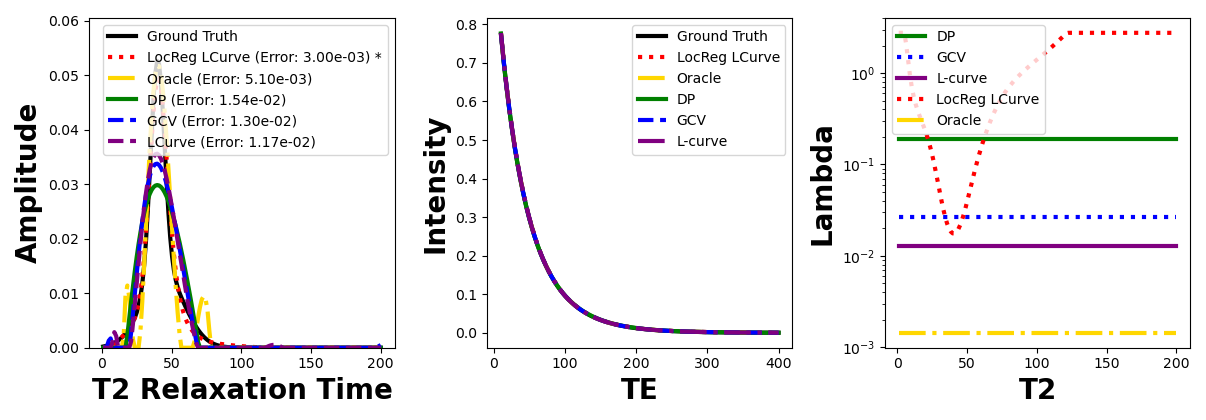 0.06
0.05
0.04
0.03
0.02
0.01
0.00
Amplitude
Ground Truth
LocReg LCurve (Error: 3.00e-03) *
Oracle (Error: 5.10e-03)
DP (Error: 1.54e-02)
GCV (Error: 1.30e-02)
LCurve (Error: 1.17e-02)
0 50 100 150 200
T2 Relaxation Time
0.8
0.7
0.6
0.5
0.4
0.3
0.2
0.1
0.0
Intensity
Ground Truth
LocReg LCurve
Oracle
DP
GCV
L-curve
0 100 200 300 400
TE
10⁰
10⁻¹
10⁻²
10⁻³
Lambda
DP
GCV
L-curve
LocReg LCurve
Oracle
0 50 100 150 200
T2